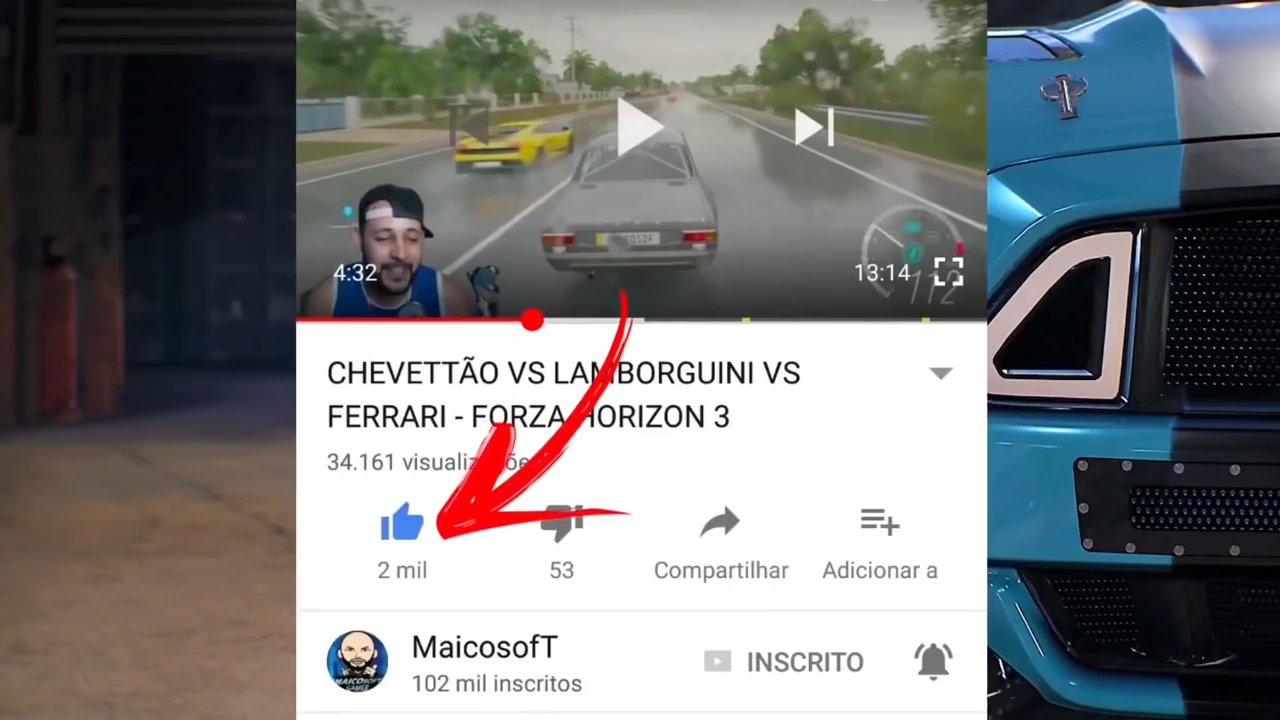 4:32
13:14
112
CHEVETTÃO VS LAMBORGUINI VS
FERRARI - FORZA HORIZON 3
34.161 visualizações
2 mil
53
Compartilhar
Adicionar a
MaicosofT
102 mil inscritos
INSCRITO